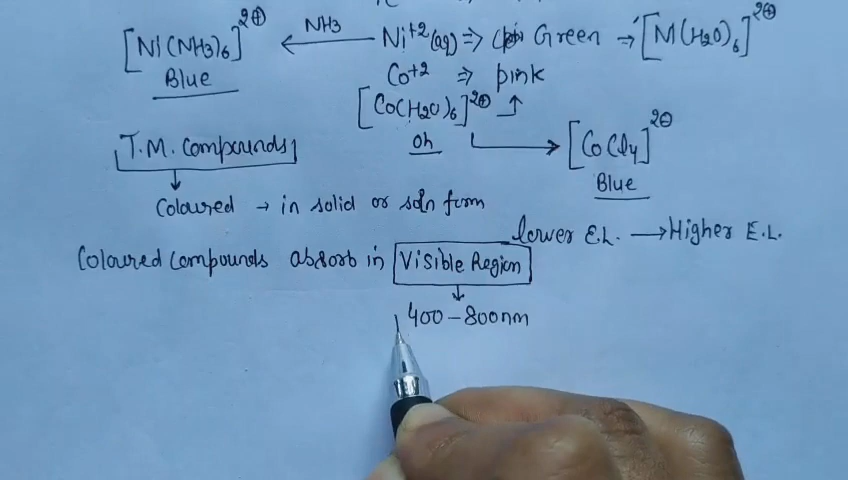 [Ni(NH3)6]2⊕ ← NH3 Ni+2(aq) ⇒ Green → [M(H2O)6]2⊕
Blue Co+2 ⇒ pink
[Co(H2O)6]2⊕
Oh → [CoCl4]2⊖
Blue
T.M. Compounds
Coloured → in solid or soln form
lower E.L. → Higher E.L.
Coloured Compounds absorb in Visible Region
400-800nm